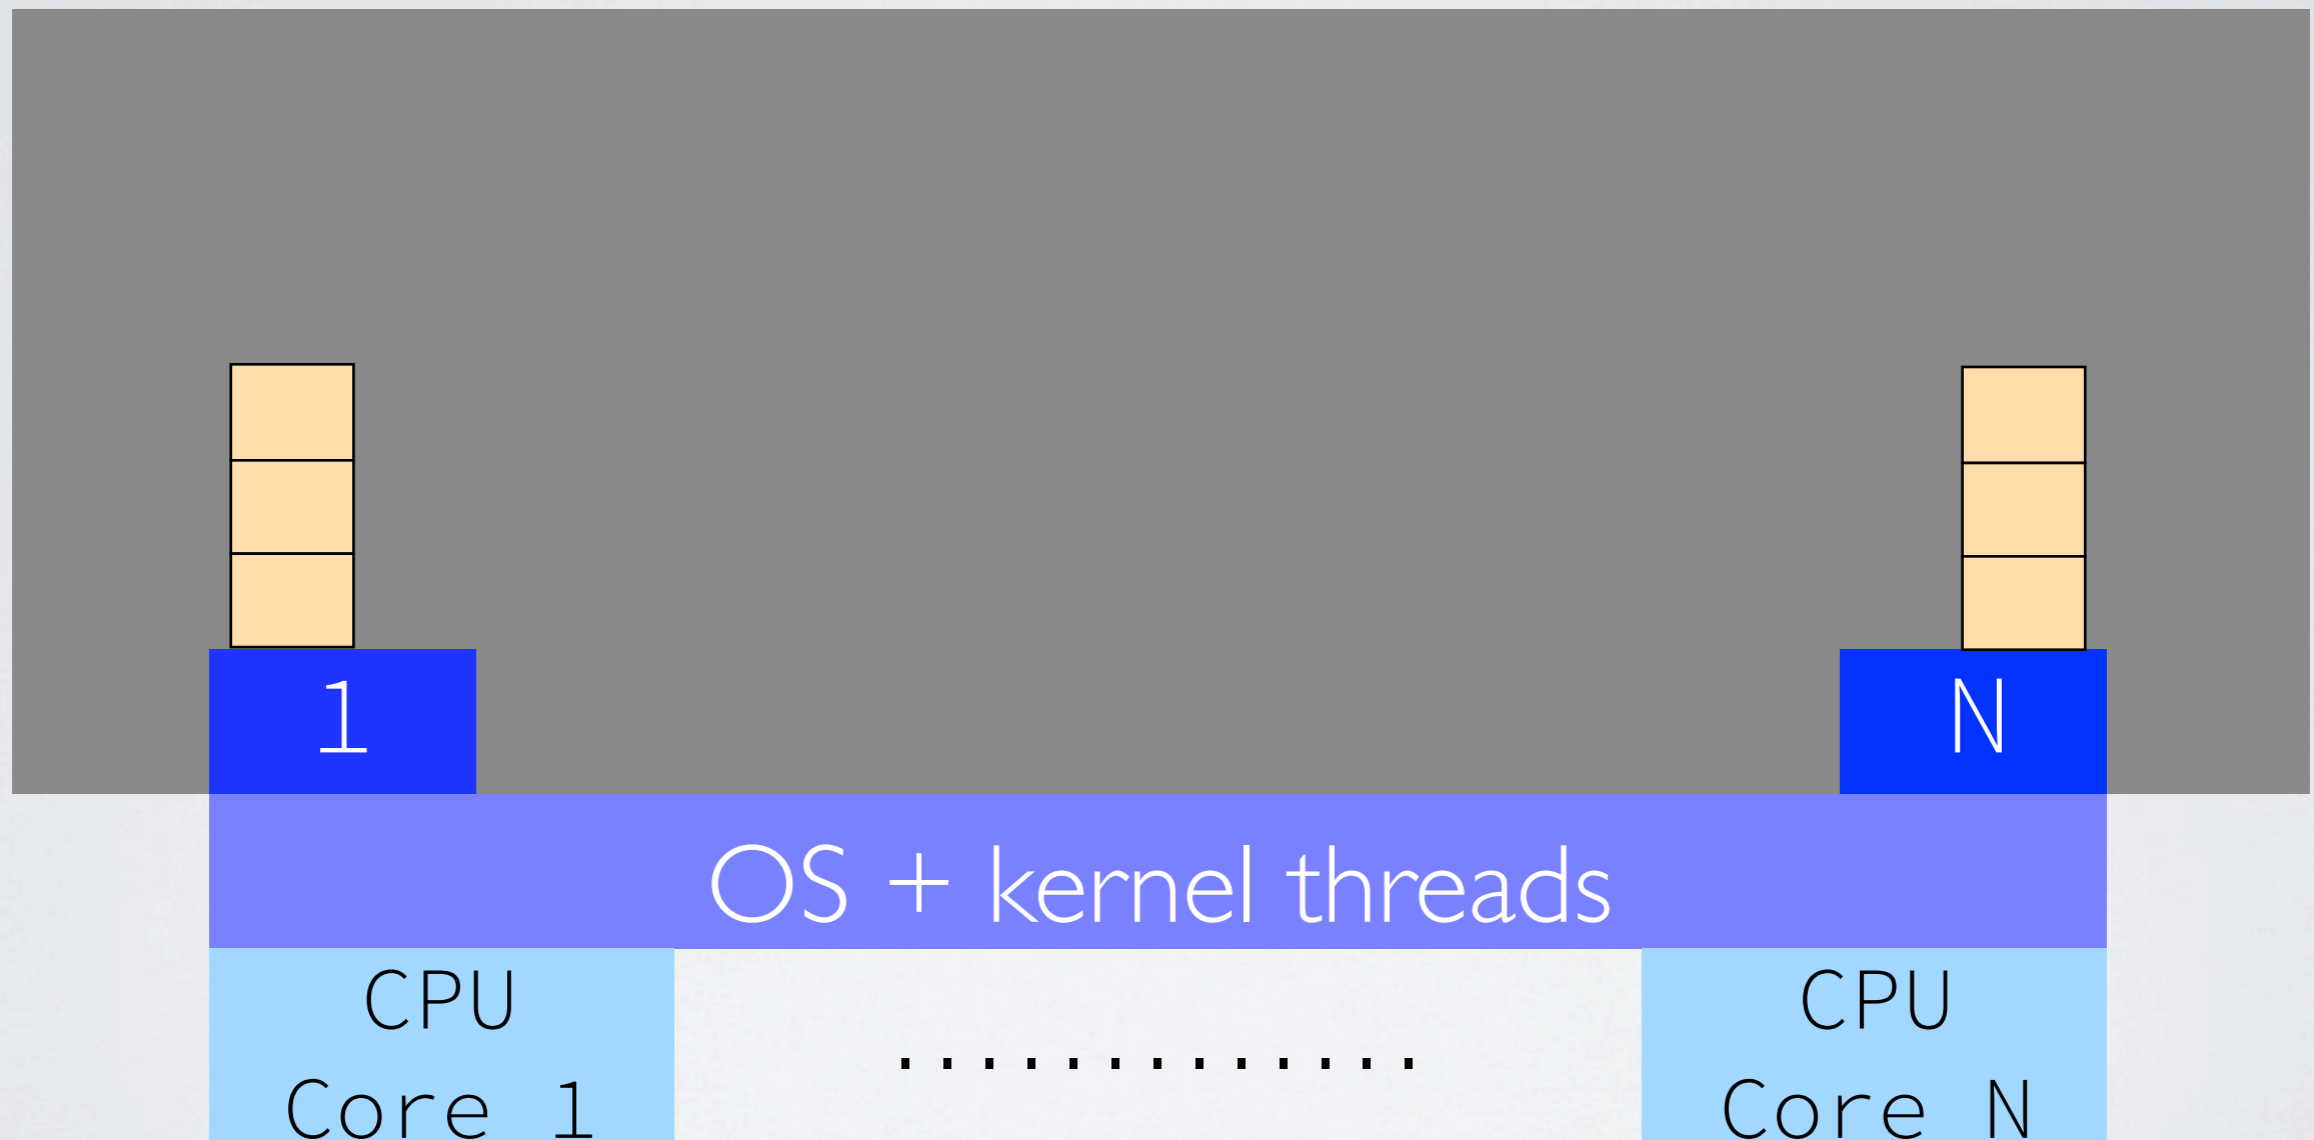 1
N
OS + kernel threads
CPU
Core 1
.............
CPU
Core N